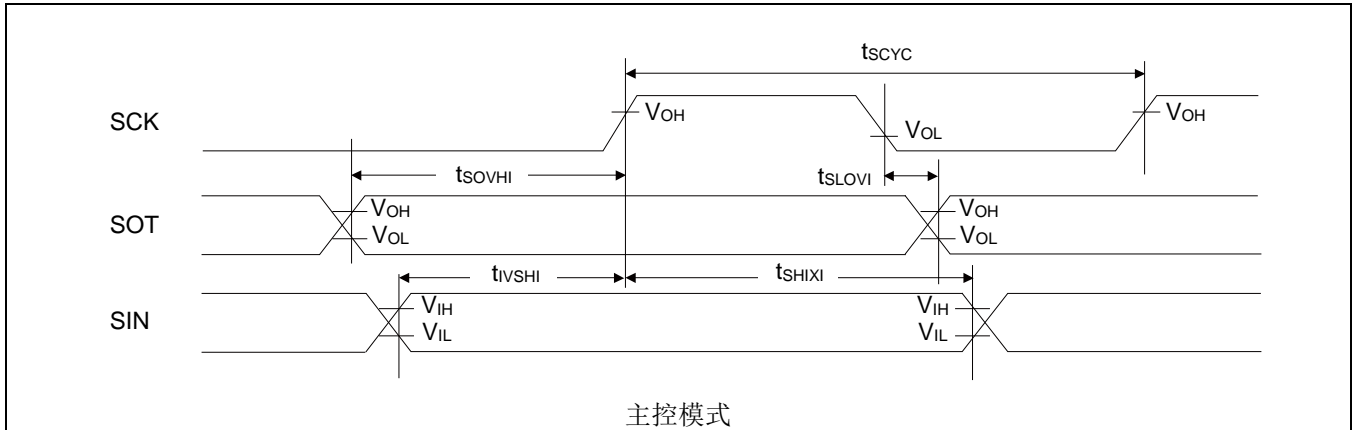 tSCYC
SCK
VOH
VOL
VOH
tSOVHI
tSLOVI
SOT
VOH
VOL
VOH
VOL
tIVSHI
tSHIXI
SIN
VIH
VIL
VIH
VIL
主控模式